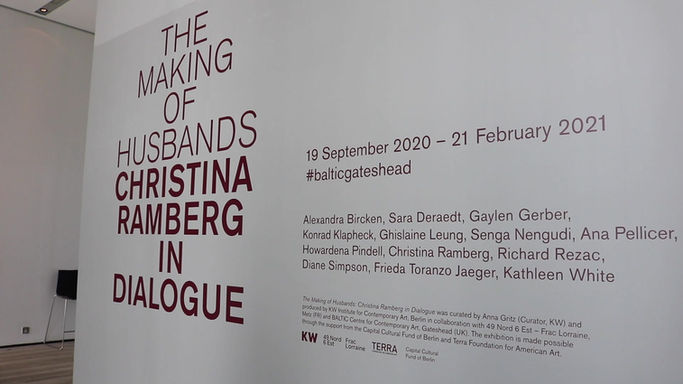 THE
MAKING
OF
HUSBANDS
CHRISTINA
RAMBERG
IN
DIALOGUE
19 September 2020 – 21 February 2021
#balticgateshead
Alexandra Bircken, Sara Deraedt, Gaylen Gerber,
Konrad Klapheck, Ghislaine Leung, Senga Nengudi, Ana Pellicer,
Howardena Pindell, Christina Ramberg, Richard Rezac,
Diane Simpson, Frieda Toranzo Jaeger, Kathleen White
The Making of Husbands: Christina Ramberg in Dialogue was curated by Anna Gritz (Curator, KW) and
produced by KW Institute for Contemporary Art, Berlin in collaboration with 49 Nord 6 Est – Frac Lorraine,
Metz (FR) and BALTIC Centre for Contemporary Art, Gateshead (UK). The exhibition is made possible
through the support from the Capital Cultural Fund of Berlin and Terra Foundation for American Art.
KW
49 Nord
6 Est
Frac
Lorraine
TERRA
Capital Cultural
Fund of Berlin